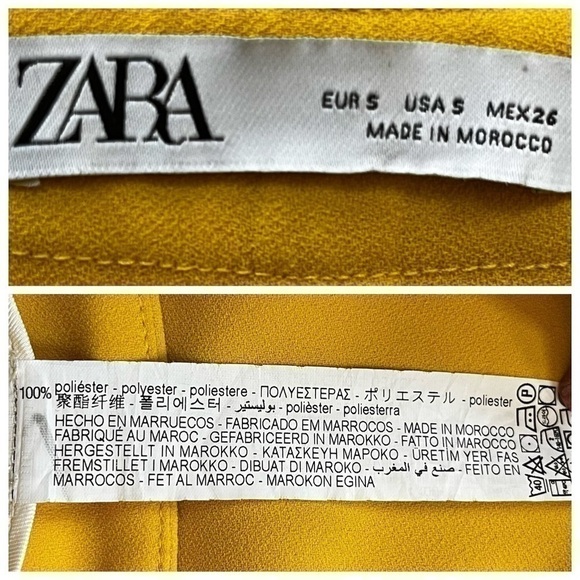 ZARA
EUR S USA S MEX 26
MADE IN MOROCCO
100% poliéster - polyester - poliestere - ΠΟΛΥΕΣΤΕΡΑΣ - ポリエステル - poliester
聚酯纤维 - 폴리에스터 - بوليستير - polièster - poliesterra
HECHO EN MARRUECOS - FABRICADO EM MARROCOS - MADE IN MOROCCO
FABRIQUÉ AU MAROC - GEFABRICEERD IN MAROKKO - FATTO IN MAROCCO
HERGESTELLT IN MAROKKO - ΚΑΤΑΣΚΕΥΗ ΜΑΡΟΚΟ - ÜRETİM YERİ FAS
FREMSTILLET I MAROKKO - DIBUAT DI MAROKO - صنع في المغرب - FEITO EN
MARROCOS - FET AL MARROC - MAROKON EGINA
P
40